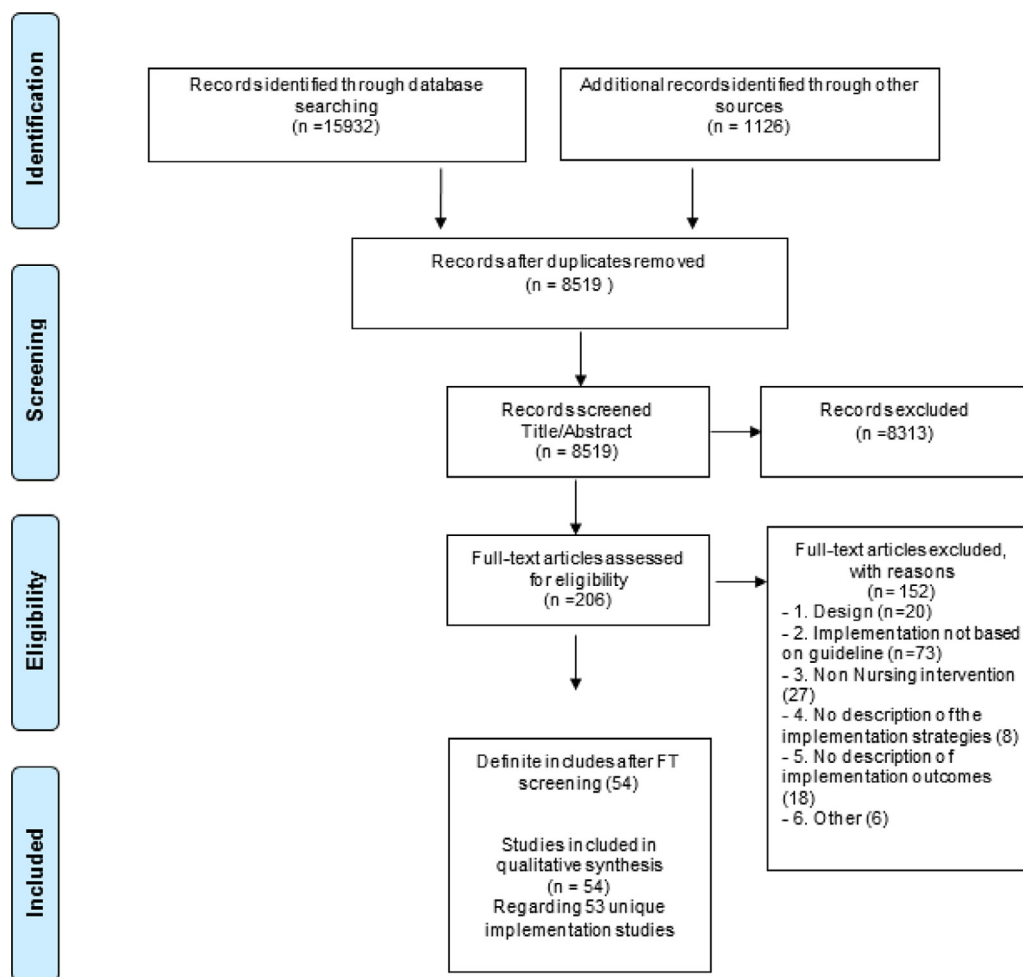 Identification
Records identified through database
searching
(n =15932)
Additional records identified through other
sources
(n = 1126)
Records after duplicates removed
(n = 8519 )
Screening
Records screened
Title/Abstract
(n = 8519)
Records excluded
(n =8313)
Eligibility
Full-text articles assessed
for eligibility
(n =206)
Full-text articles excluded,
with reasons
(n= 152)
- 1. Design (n=20)
- 2. Implementation not based
on guideline (n=73)
- 3. Non Nursing intervention
(27)
- 4. No description of the
implementation strategies (8)
- 5. No description of
implementation outcomes
(18)
- 6. Other (6)
Included
Definite includes after FT
screening (54)
Studies included in
qualitative synthesis
(n = 54)
Regarding 53 unique
implementation studies